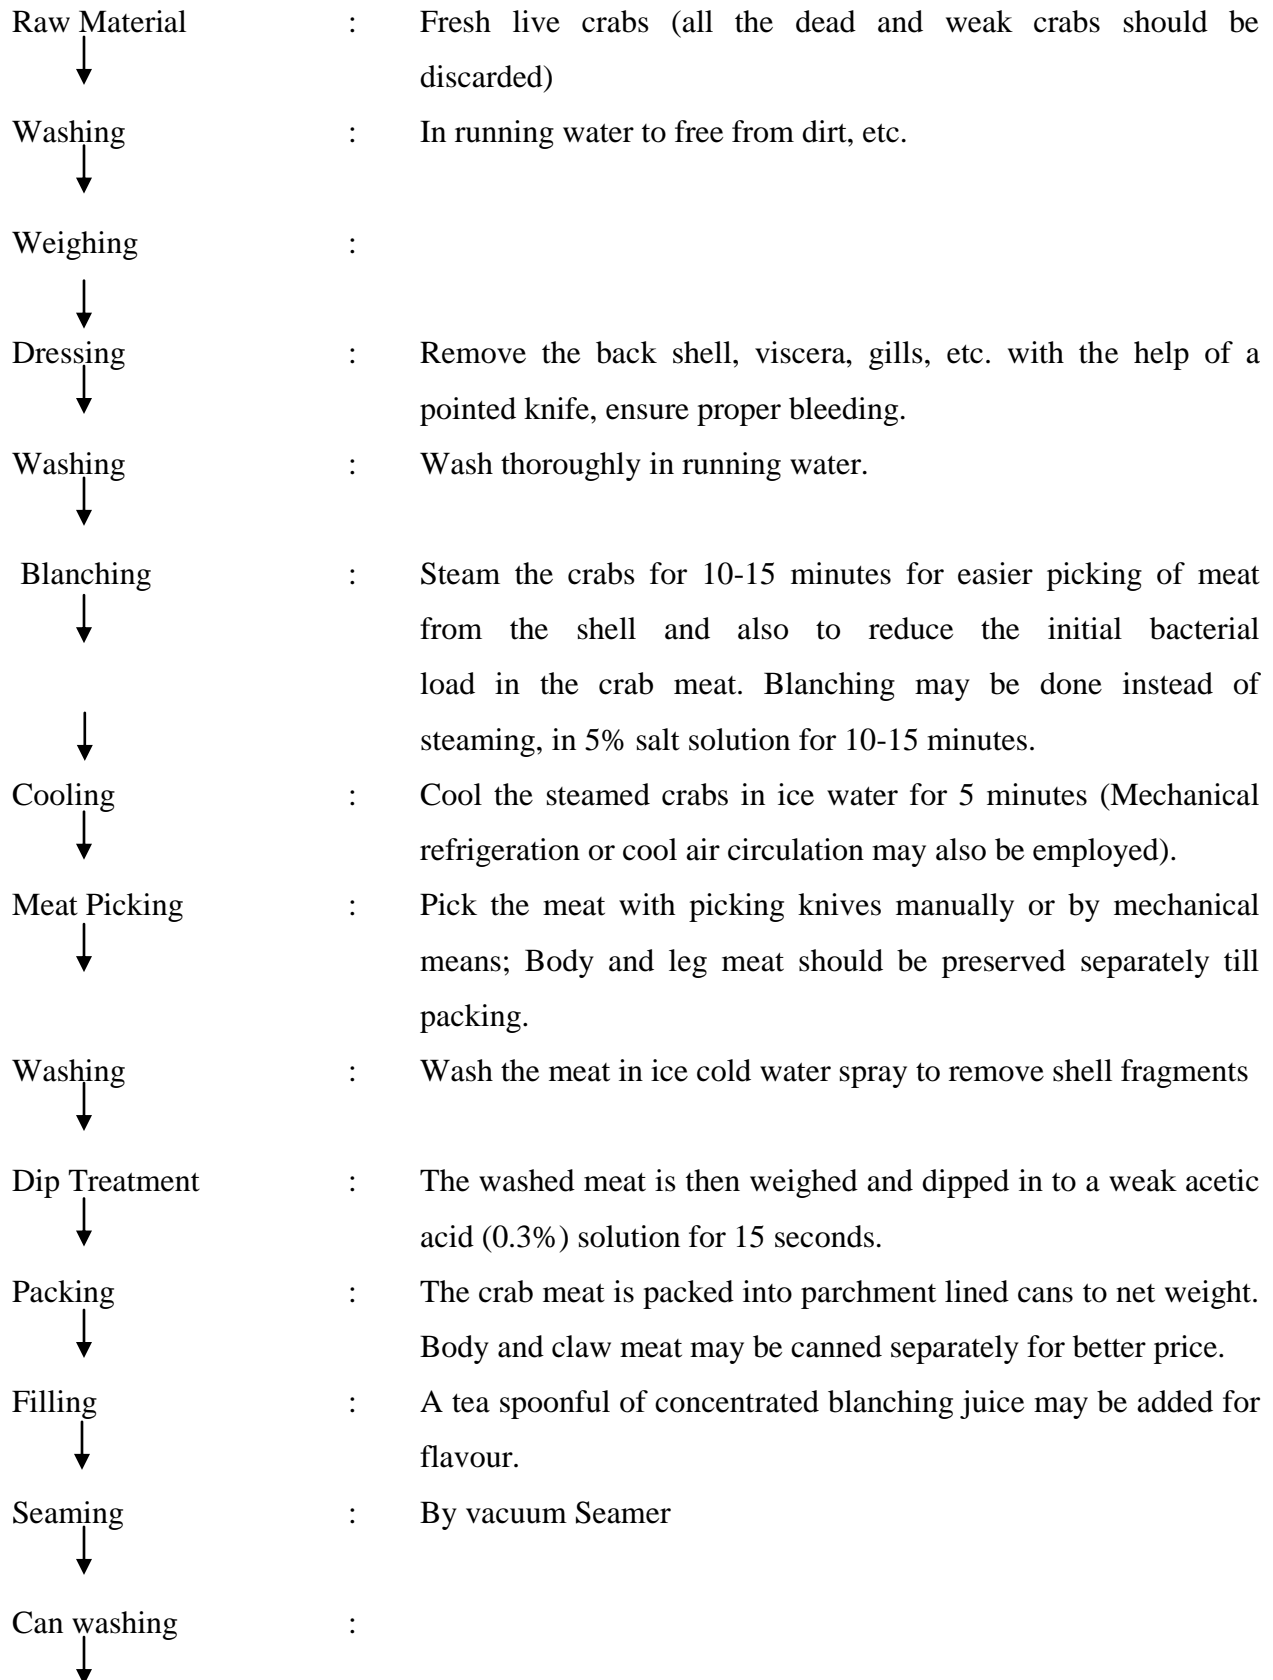 Raw Material : Fresh live crabs (all the dead and weak crabs should be
discarded)
Washing : In running water to free from dirt, etc.
Weighing :
Dressing : Remove the back shell, viscera, gills, etc. with the help of a
pointed knife, ensure proper bleeding.
Washing : Wash thoroughly in running water.
Blanching : Steam the crabs for 10-15 minutes for easier picking of meat
from the shell and also to reduce the initial bacterial
load in the crab meat. Blanching may be done instead of
steaming, in 5% salt solution for 10-15 minutes.
Cooling : Cool the steamed crabs in ice water for 5 minutes (Mechanical
refrigeration or cool air circulation may also be employed).
Meat Picking : Pick the meat with picking knives manually or by mechanical
means; Body and leg meat should be preserved separately till
packing.
Washing : Wash the meat in ice cold water spray to remove shell fragments
Dip Treatment : The washed meat is then weighed and dipped in to a weak acetic
acid (0.3%) solution for 15 seconds.
Packing : The crab meat is packed into parchment lined cans to net weight.
Body and claw meat may be canned separately for better price.
Filling : A tea spoonful of concentrated blanching juice may be added for
flavour.
Seaming : By vacuum Seamer
Can washing :